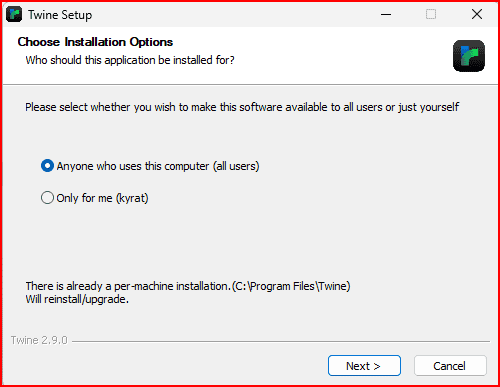 Twine Setup
Choose Installation Options
Who should this application be installed for?
Please select whether you wish to make this software available to all users or just yourself
Anyone who uses this computer (all users)
Only for me (kyrat)
There is already a per-machine installation.(C:\Program Files\Twine)
Will reinstall/upgrade.
Twine 2.9.0
Next >
Cancel